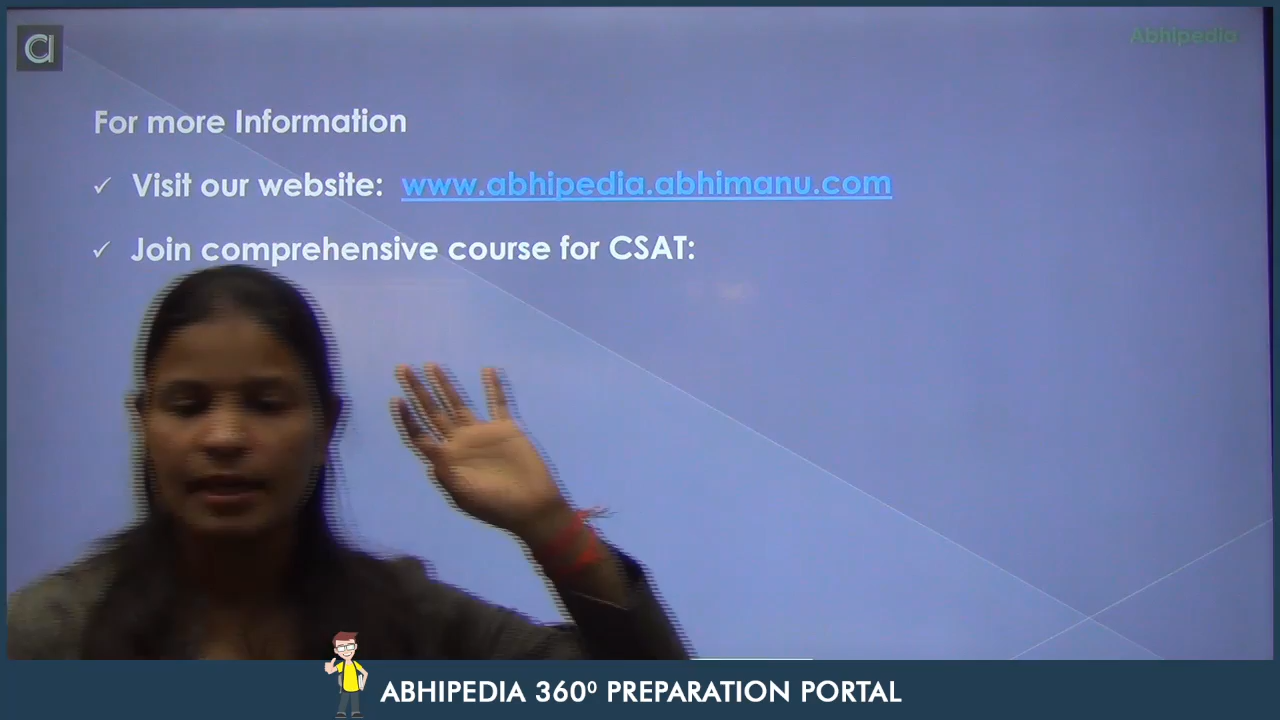 Abhipedia
For more Information
✓ Visit our website: www.abhipedia.abhimanu.com
✓ Join comprehensive course for CSAT:
ABHIPEDIA 360⁰ PREPARATION PORTAL